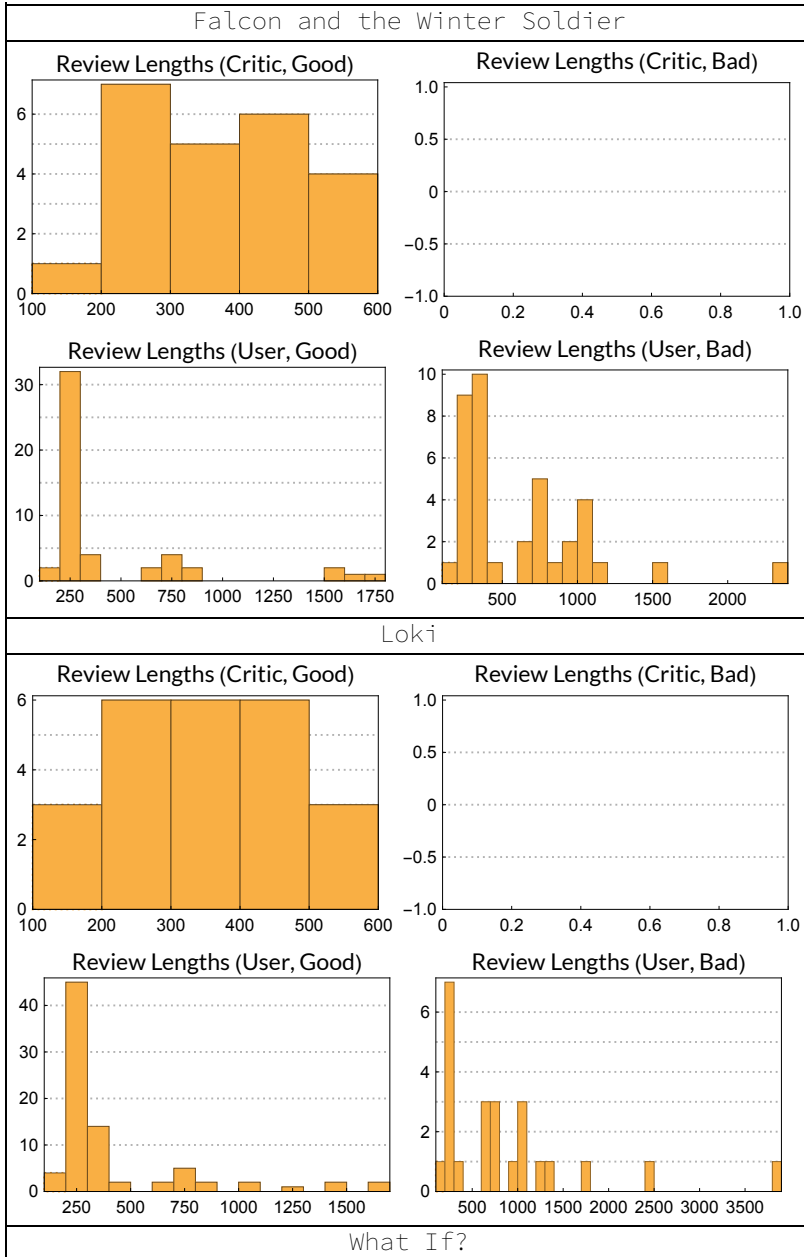 Falcon and the Winter Soldier
Review Lengths (Critic, Good)
6
4
2
0
100 200 300 400 500 600
Review Lengths (Critic, Bad)
1.0
0.5
0
−0.5
−1.0
0 0.2 0.4 0.6 0.8 1.0
Review Lengths (User, Good)
30
20
10
0
250 500 750 1000 1250 1500 1750
Review Lengths (User, Bad)
10
8
6
4
2
0
500 1000 1500 2000
Loki
Review Lengths (Critic, Good)
6
4
2
0
100 200 300 400 500 600
Review Lengths (Critic, Bad)
1.0
0.5
0
−0.5
−1.0
0 0.2 0.4 0.6 0.8 1.0
Review Lengths (User, Good)
40
30
20
10
0
250 500 750 1000 1250 1500
Review Lengths (User, Bad)
6
4
2
0
500 1000 1500 2000 2500 3000 3500
What If?